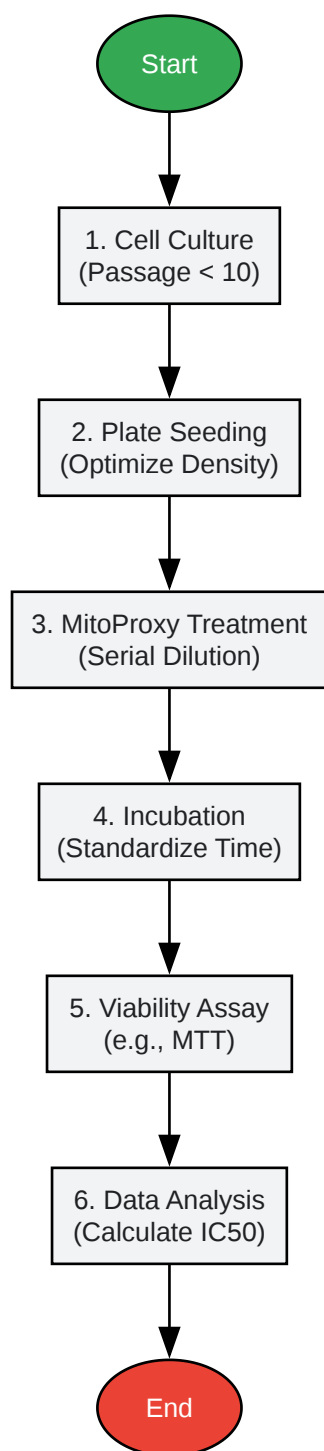 Start
1. Cell Culture
(Passage < 10)
2. Plate Seeding
(Optimize Density)
3. MitoProxy Treatment
(Serial Dilution)
4. Incubation
(Standardize Time)
5. Viability Assay
(e.g., MTT)
6. Data Analysis
(Calculate IC50)
End